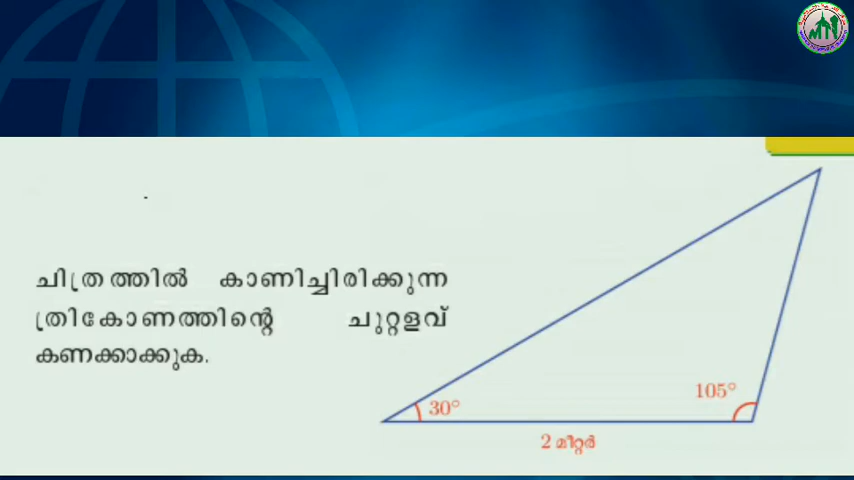 ചിത്രത്തിൽ കാണിച്ചിരിക്കുന്ന
ത്രികോണത്തിന്റെ ചുറ്റളവ്
കണക്കാക്കുക.
30°
105°
2 മീറ്റർ